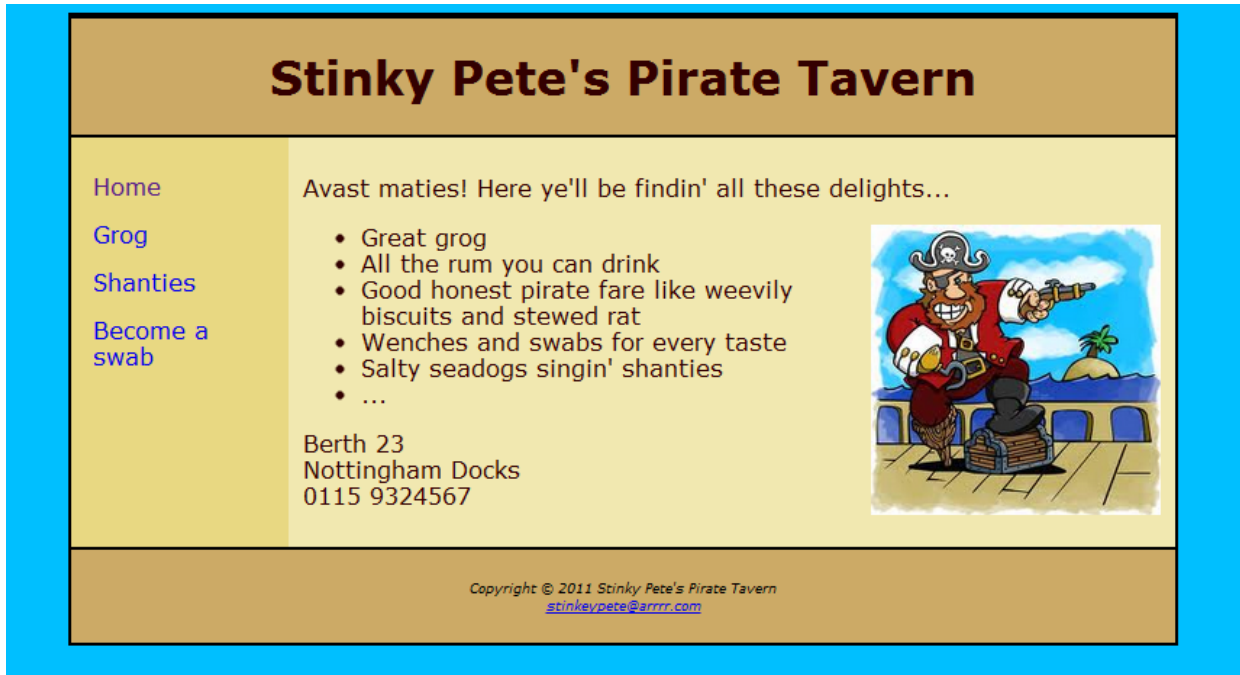 Stinky Pete's Pirate Tavern
Home
Grog
Shanties
Become a
swab
Avast maties! Here ye'll be findin' all these delights...
• Great grog
• All the rum you can drink
• Good honest pirate fare like weevily
biscuits and stewed rat
• Wenches and swabs for every taste
• Salty seadogs singin' shanties
• ...
Berth 23
Nottingham Docks
0115 9324567
Copyright © 2011 Stinky Pete's Pirate Tavern
stinkeypete@arrrr.com